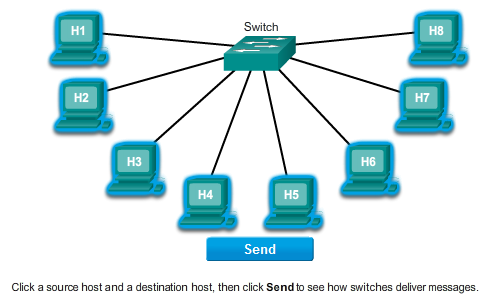 Switch
H1
H8
H2
H7
H3
H6
H4
H5
Send
Click a source host and a destination host, then click Send to see how switches deliver messages.